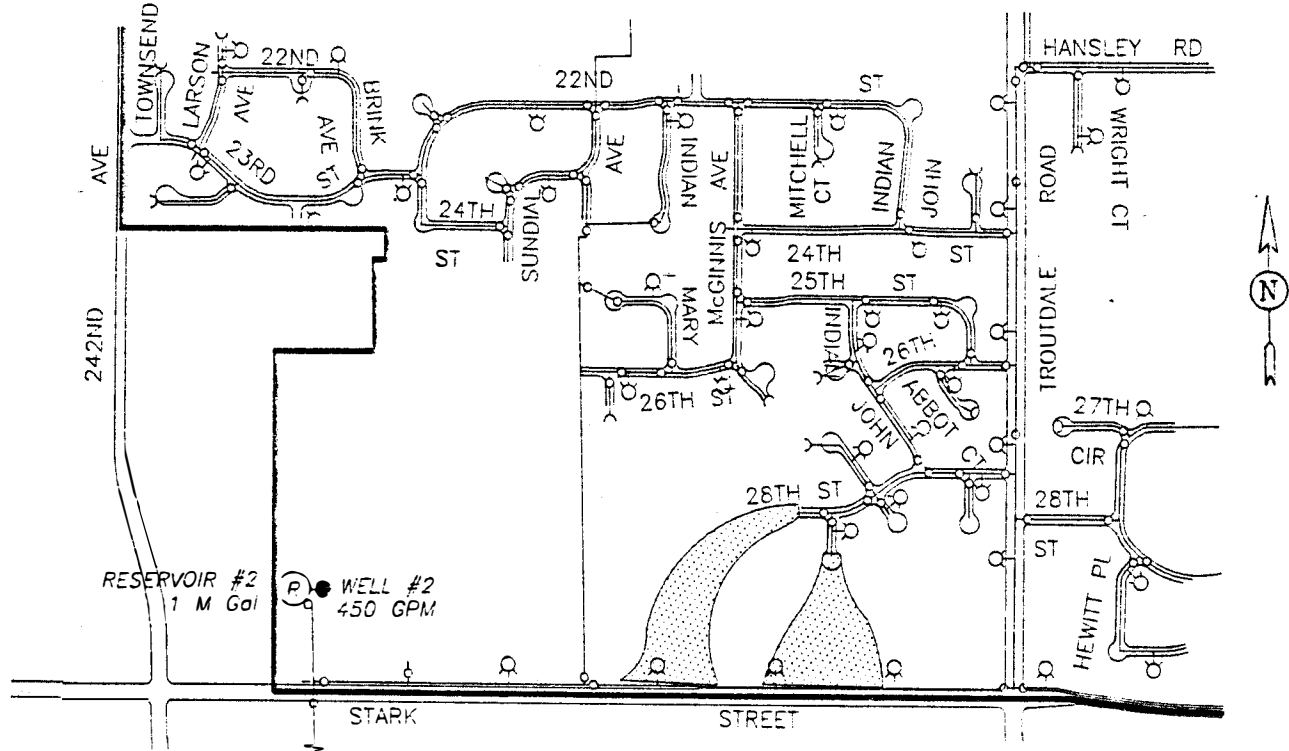 TOWNSEND
LARSON
AVE
22ND
AVE
BRINK
23RD
ST
22ND
ST
HANSLEY RD
AVE
AVE
INDIAN
AVE
MITCHELL
CT
INDIAN
JOHN
ROAD
WRIGHT CT
24TH
ST
SUNDIVAL
McGINNIS
24TH
ST
25TH
ST
242ND
MARY
INDIAN
26TH
TROUTDALE
N
26TH ST
JOHN
ABBOT
CT
27TH
CIR
28TH
ST
28TH
ST
RESERVOIR #2
1 M Gal
R
WELL #2
450 GPM
HEWITT PL
STARK
STREET